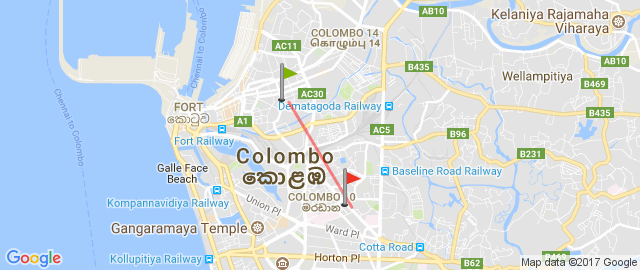 AB10
Kelaniya Rajamaha
Viharaya
COLOMBO 14
கொழும்பு 14
AC11
AB10
B435
Wellampitiya
B469
Chennai to Colombo
Chennai to Colombo
AC30
FORT
කොටුව
Dematagoda Railway
B435
A1
AC5
B96
Fort Railway
Colombo
කොළඹ
B231
Galle Face
Beach
Baseline Road Railway
Kompannavidiya Railway
Union Pl
COLOMBO 10
මරදාන
Gangaramaya Temple
Ward Pl
Cotta Road
Kollupitiya Railway
Horton Pl
B62
B240
Google
Map data ©2017 Google